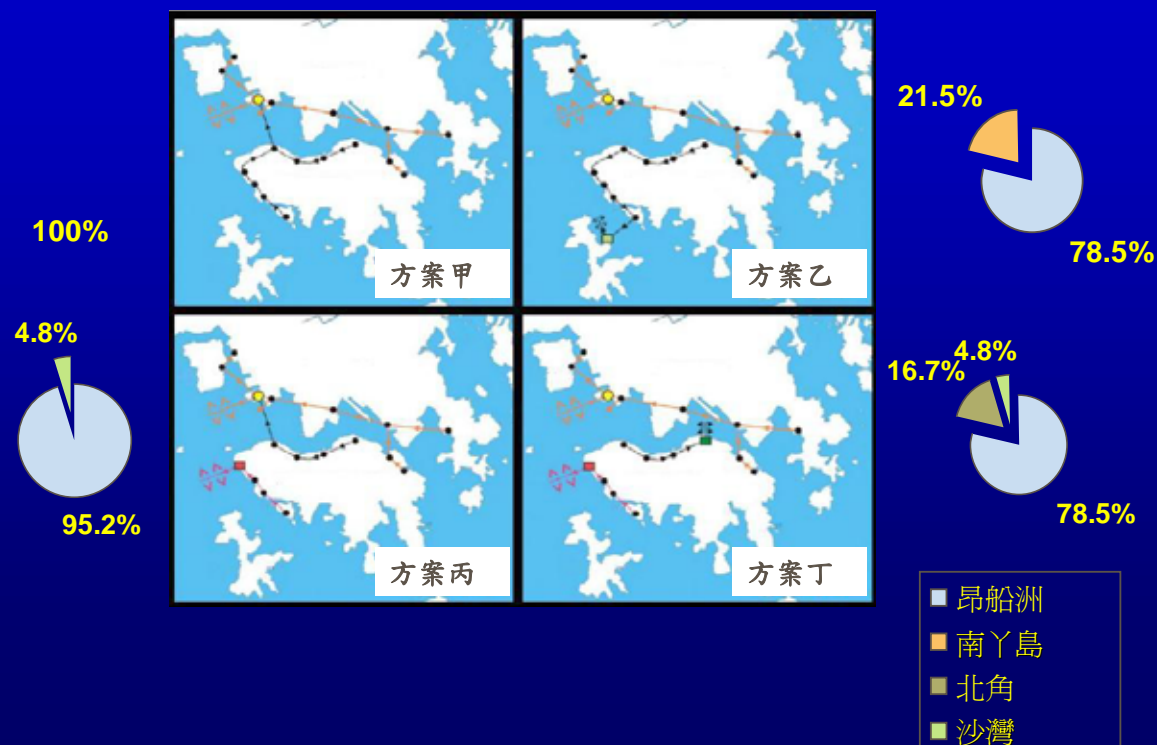 21.5%
100%
78.5%
方案甲
方案乙
4.8%
95.2%
16.7%
4.8%
78.5%
方案丙
方案丁
昂船洲
南丫島
北角
沙灣